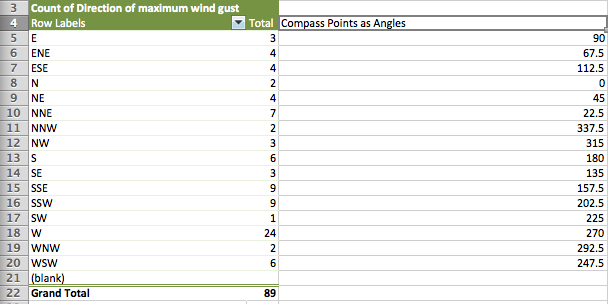 3 Count of Direction of maximum wind gust
4 Row Labels Total Compass Points as Angles
5 E 3 90
6 ENE 4 67.5
7 ESE 4 112.5
8 N 2 0
9 NE 4 45
10 NNE 7 22.5
11 NNW 2 337.5
12 NW 3 315
13 S 6 180
14 SE 3 135
15 SSE 9 157.5
16 SSW 9 202.5
17 SW 1 225
18 W 24 270
19 WNW 2 292.5
20 WSW 6 247.5
21 (blank)
22 Grand Total 89